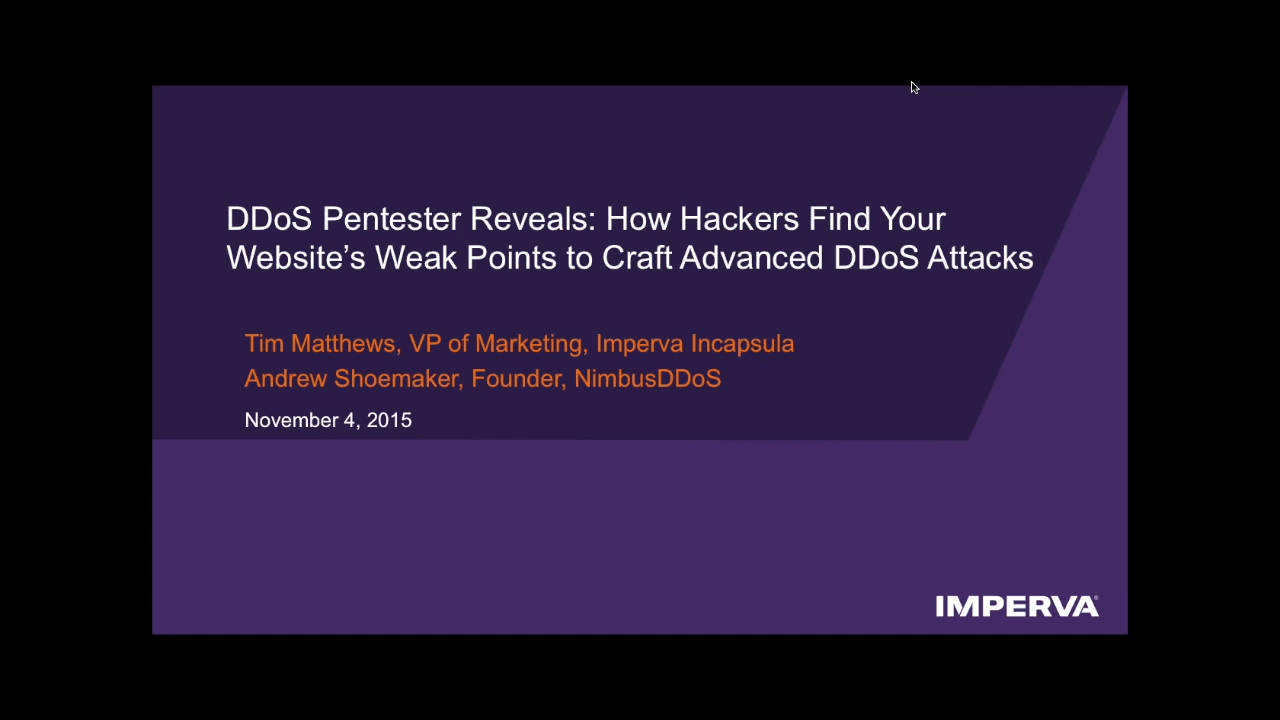 DDoS Pentester Reveals: How Hackers Find Your
Website’s Weak Points to Craft Advanced DDoS Attacks
Tim Matthews, VP of Marketing, Imperva Incapsula
Andrew Shoemaker, Founder, NimbusDDoS
November 4, 2015
IMPERVA®